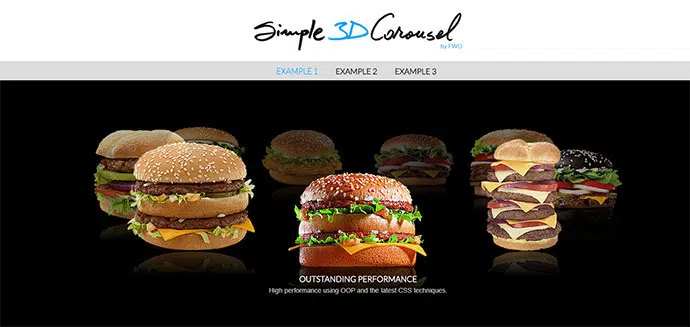 Simple 3D Carousel
by FWO
EXAMPLE 1 EXAMPLE 2 EXAMPLE 3
OUTSTANDING PERFORMANCE
High performance using OOP and the latest CSS techniques.